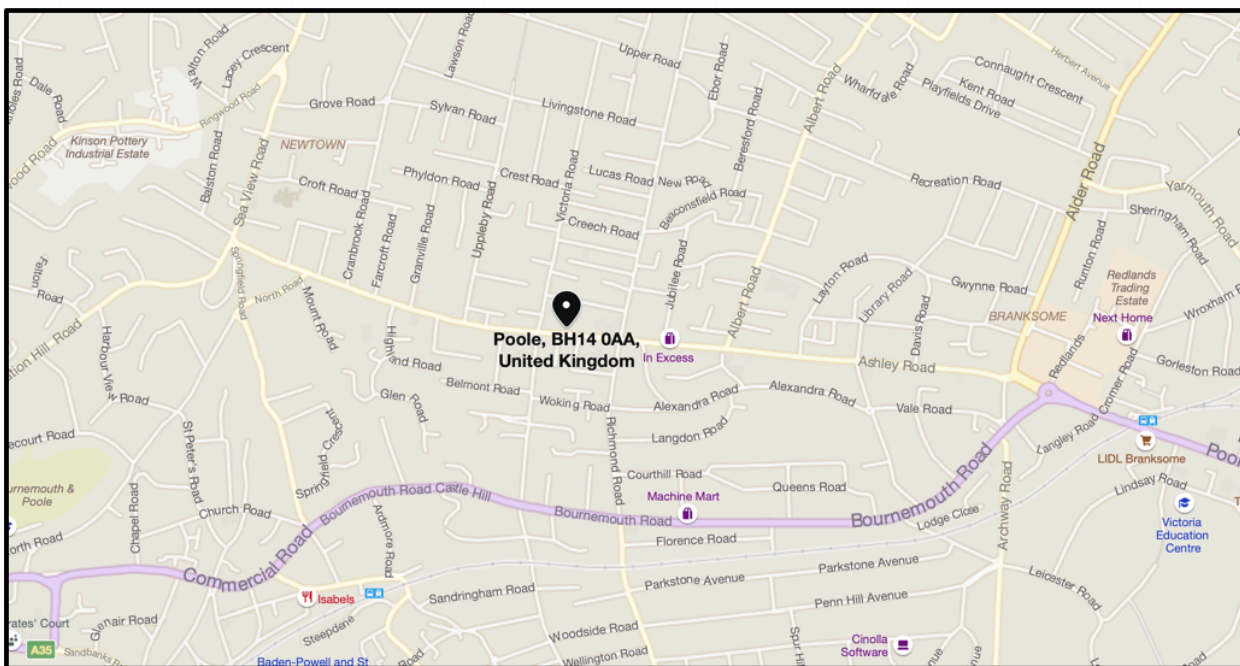 Walton Road
Lacey Crescent
Lawson Road
Upper Road
Ebor Road
Herbert Avenue
Connaught Crescent
Dale Road
Ringwood Road
Grove Road
Sylvan Road
Livingstone Road
Beresford Road
Albert Road
Wharfdale Road
Kent Road
Playfields Drive
Kinson Pottery
Industrial Estate
NEWTOWN
Balston Road
Sea View Road
Croft Road
Phyldon Road
Crest Road
Victoria Road
Lucas Road
New Road
Beaconsfield Road
Recreation Road
Alder Road
Yarmouth Road
Sheringham Road
Uppleby Road
Creech Road
Cranbrook Road
Farcroft Road
Granville Road
Jubilee Road
Layton Road
Library Road
Gwynne Road
Runton Road
Redlands
Trading
Estate
Wroxham Road
Springfield Road
North Road
Mount Road
Highland Road
Albert Road
Davis Road
BRANKSOME
Next Home
Poole, BH14 0AA,
United Kingdom
In Excess
Ashley Road
Redlands
Gorleston Road
Harbour View Road
Belmont Road
Woking Road
Glen Road
Alexandra Road
Alexandra Road
Vale Road
Cromer Road
Langley Road
Langdon Road
Richmond Road
St Peter's Road
Springfield Crescent
Courthill Road
Queens Road
Machine Mart
LIDL Branksome
Lindsay Road
Poole
Chapel Road
Church Road
Bournemouth Road Castle Hill
Bournemouth Road
Bournemouth Road
Lodge Close
Archway Road
Victoria
Education
Centre
Florence Road
Ardmore Road
Commercial Road
Parkstone Avenue
Parkstone Avenue
Leicester Road
Isabels
Sandringham Road
Penn Hill Avenue
Glenair Road
Steepdene
Woodside Road
Cinolla
Software
A35
Baden-Powell and St
Wellington Road